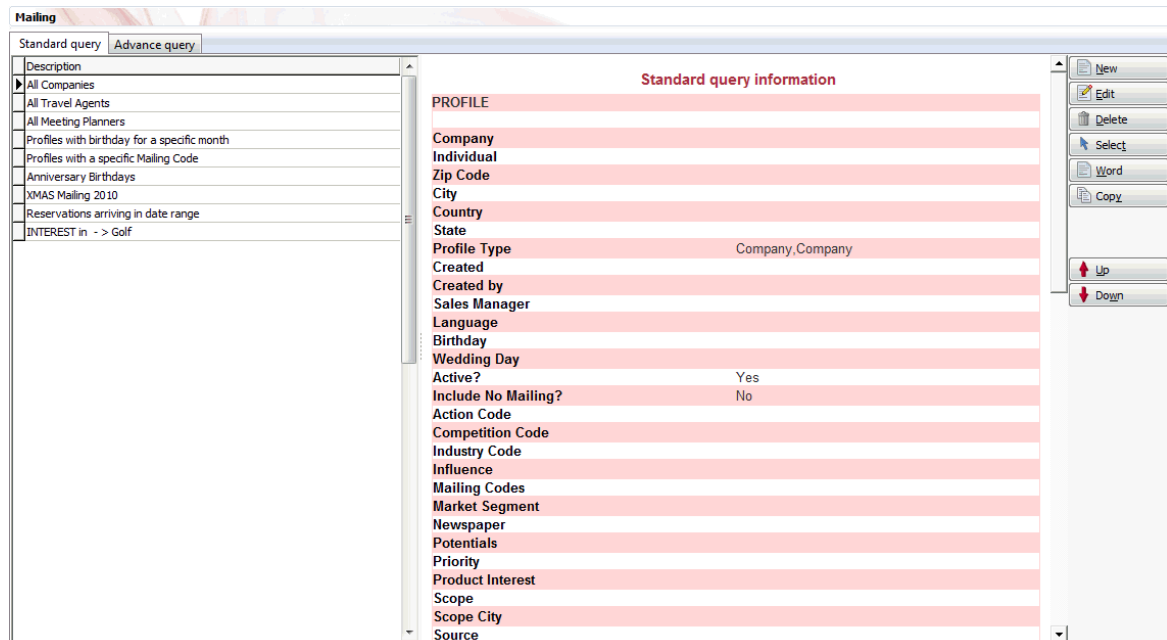 Mailing
Standard query
Advance query
Description
All Companies
All Travel Agents
All Meeting Planners
Profiles with birthday for a specific month
Profiles with a specific Mailing Code
Anniversary Birthdays
XMAS Mailing 2010
Reservations arriving in date range
INTEREST in - > Golf
Standard query information
PROFILE
Company
Individual
Zip Code
City
Country
State
Profile Type Company,Company
Created
Created by
Sales Manager
Language
Birthday
Wedding Day
Active? Yes
Include No Mailing? No
Action Code
Competition Code
Industry Code
Influence
Mailing Codes
Market Segment
Newspaper
Potentials
Priority
Product Interest
Scope
Scope City
Source
New
Edit
Delete
Select
Word
Copy
Up
Down